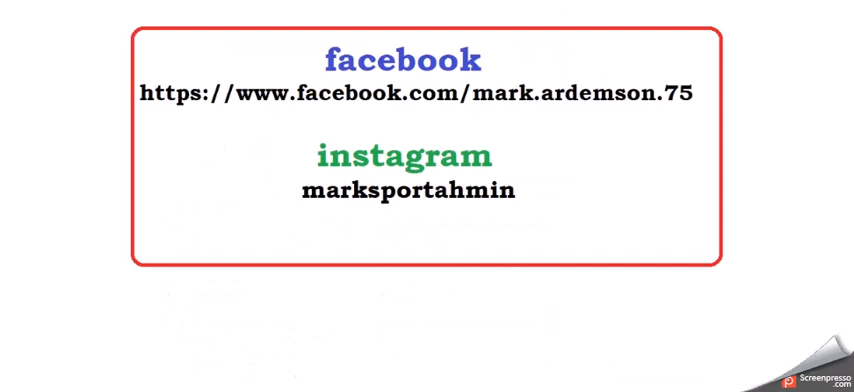 facebook
https://www.facebook.com/mark.ardemson.75
instagram
marksportahmin
Screenpresso
.com